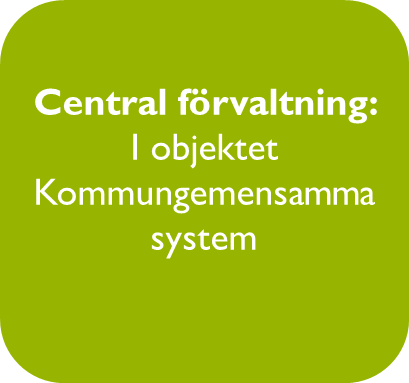 Central förvaltning:
I objektet
Kommungemensamma
system